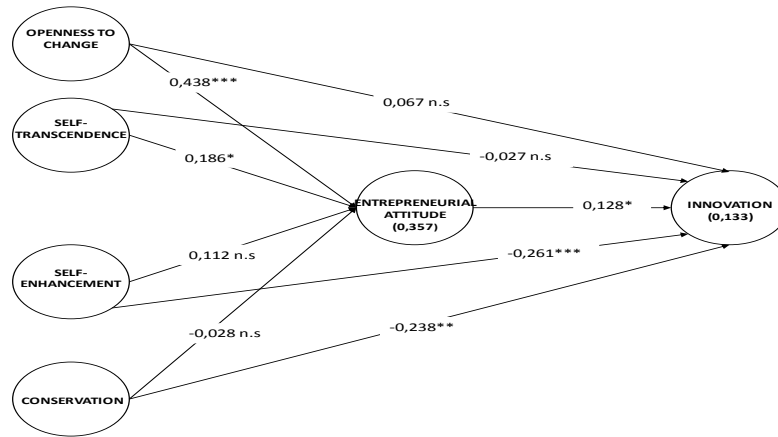 OPENNESS TO
CHANGE
0,438***
0,067 n.s
SELF-
TRANSCENDENCE
-0,027 n.s
0,186*
ENTREPRENEURIAL
ATTITUDE
(0,357)
0,128*
INNOVATION
(0,133)
SELF-
ENHANCEMENT
0,112 n.s
-0,261***
-0,028 n.s
-0,238**
CONSERVATION